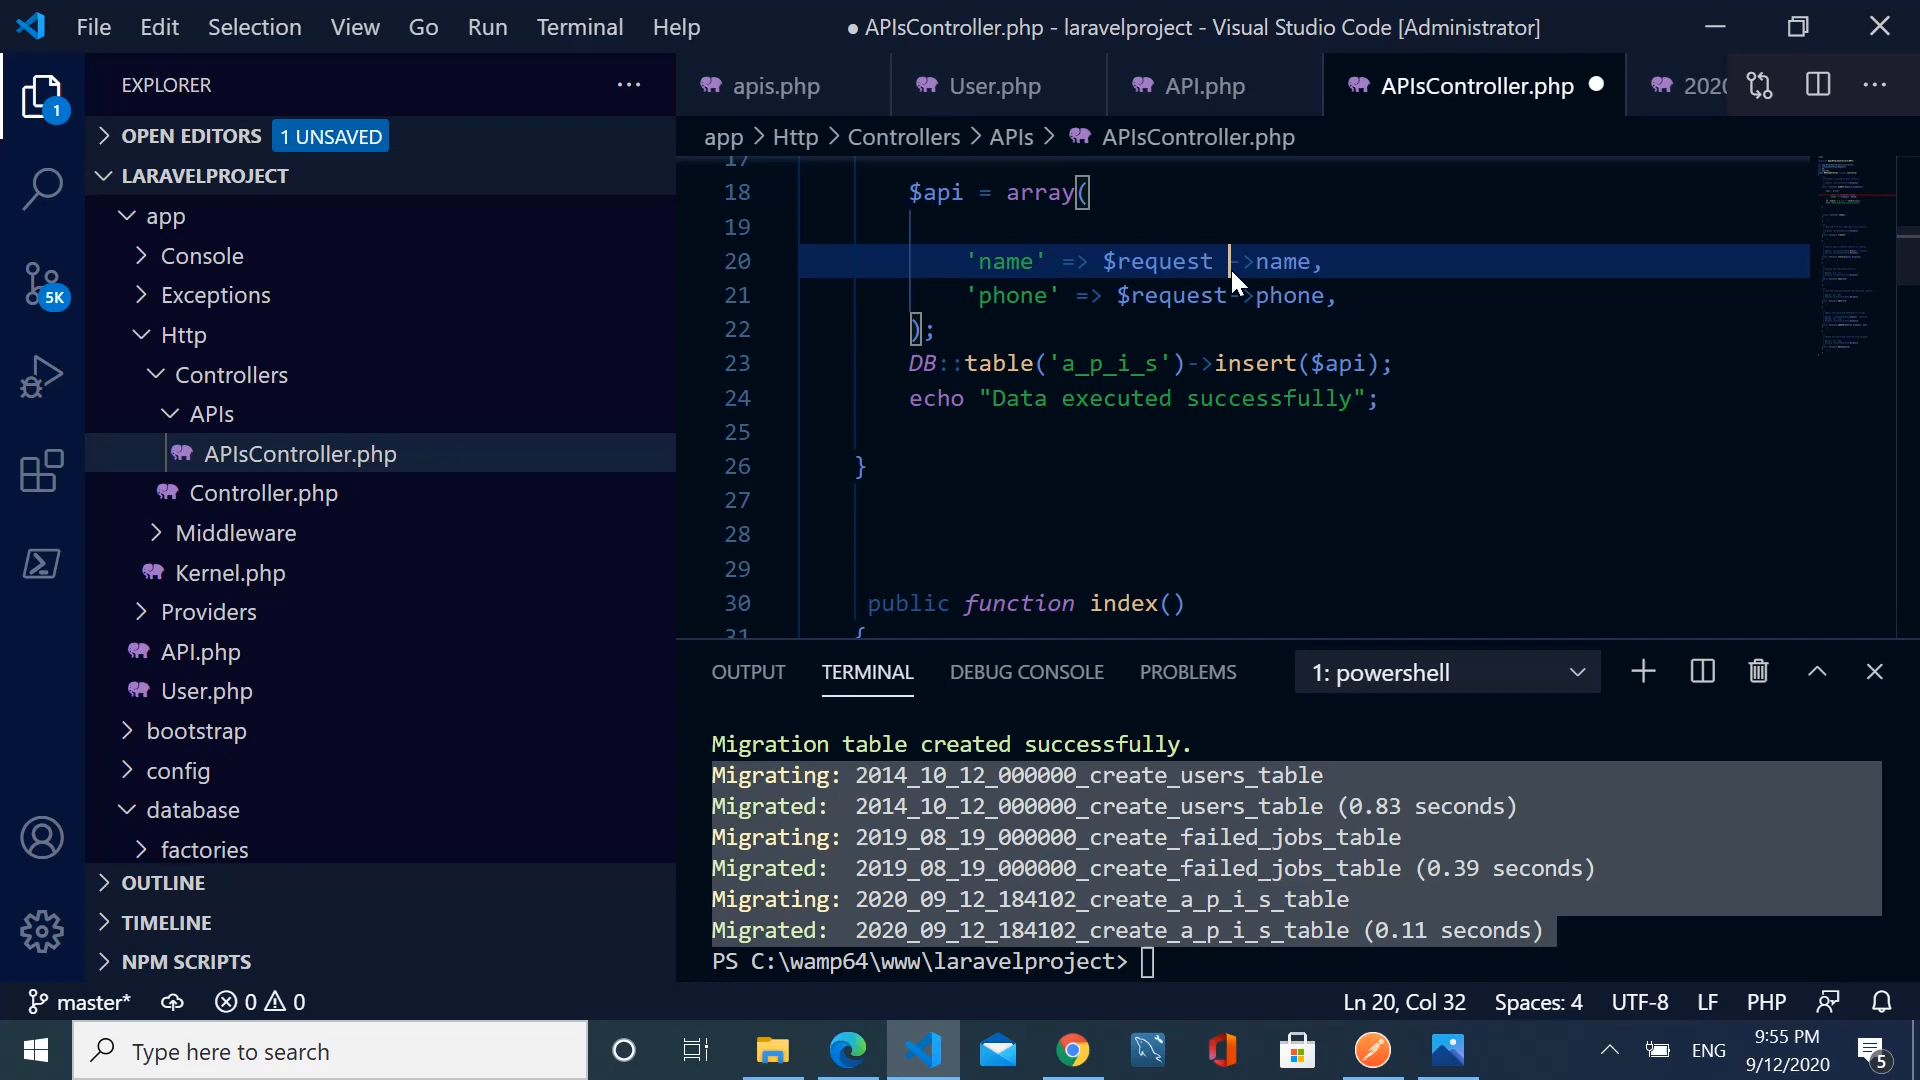 File Edit Selection View Go Run Terminal Help
● APIsController.php - laravelproject - Visual Studio Code [Administrator]
EXPLORER
1
OPEN EDITORS 1 UNSAVED
LARAVELPROJECT
app
Console
Exceptions
5K
Http
Controllers
APIs
APIsController.php
Controller.php
Middleware
Kernel.php
Providers
API.php
User.php
bootstrap
config
database
factories
OUTLINE
TIMELINE
NPM SCRIPTS
apis.php User.php API.php APIsController.php ● 2020
app > Http > Controllers > APIs > APIsController.php
17
18 $api = array(
19
20 'name' => $request ->name,
21 'phone' => $request->phone,
22 );
23 DB::table('a_p_i_s')->insert($api);
24 echo "Data executed successfully";
25
26 }
27
28
29
30 public function index()
31 {
OUTPUT TERMINAL DEBUG CONSOLE PROBLEMS 1: powershell
Migration table created successfully.
Migrating: 2014_10_12_000000_create_users_table
Migrated: 2014_10_12_000000_create_users_table (0.83 seconds)
Migrating: 2019_08_19_000000_create_failed_jobs_table
Migrated: 2019_08_19_000000_create_failed_jobs_table (0.39 seconds)
Migrating: 2020_09_12_184102_create_a_p_i_s_table
Migrated: 2020_09_12_184102_create_a_p_i_s_table (0.11 seconds)
PS C:\wamp64\www\laravelproject>
master* 0 0 Ln 20, Col 32 Spaces: 4 UTF-8 LF PHP
Type here to search
ENG
9:55 PM
9/12/2020
5